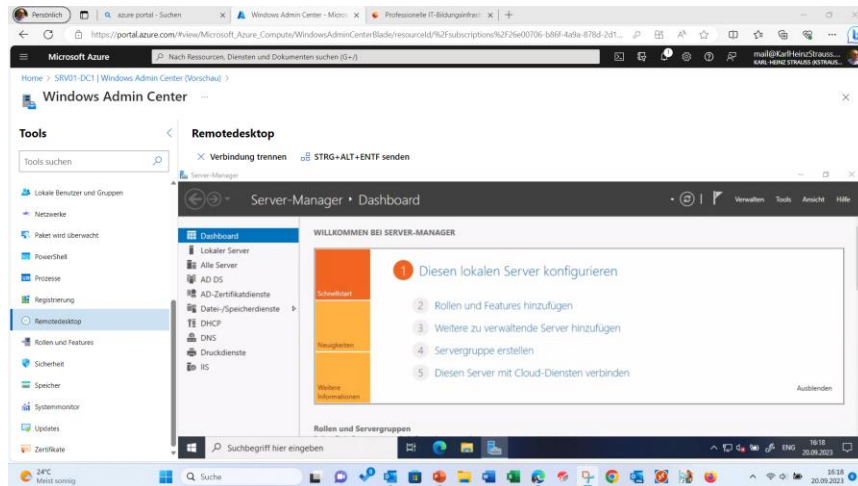 Persönlich
azure portal - Suchen
Windows Admin Center - Micros
Professionelle IT-Bildungsinfrast
https://portal.azure.com/#view/Microsoft_Azure_Compute/WindowsAdminCenterBlade/resourceId/%2Fsubscriptions%2F26e00706-b86f-4a9a-878d-2d1...
Microsoft Azure
Nach Ressourcen, Diensten und Dokumenten suchen (G+/)
mail@KarlHeinzStrauss...
KARL-HEINZ STRAUSS (KSTRAUS...
Home > SRV01-DC1 | Windows Admin Center (Vorschau) >
Windows Admin Center ...
Tools
Tools suchen
Lokale Benutzer und Gruppen
Netzwerke
Paket wird überwacht
PowerShell
Prozesse
Registrierung
Remotedesktop
Rollen und Features
Sicherheit
Speicher
Systemmonitor
Updates
Zertifikate
Remotedesktop
Verbindung trennen
STRG+ALT+ENTF senden
Server-Manager
Server-Manager • Dashboard
Verwalten Tools Ansicht Hilfe
Dashboard
Lokaler Server
Alle Server
AD DS
AD-Zertifikatdienste
Datei-/Speicherdienste
DHCP
DNS
Druckdienste
IIS
WILLKOMMEN BEI SERVER-MANAGER
Schnellstart
Neuigkeiten
Weitere
Informationen
1 Diesen lokalen Server konfigurieren
2 Rollen und Features hinzufügen
3 Weitere zu verwaltende Server hinzufügen
4 Servergruppe erstellen
5 Diesen Server mit Cloud-Diensten verbinden
Ausblenden
Rollen und Servergruppen
Suchbegriff hier eingeben
ENG
16:18
20.09.2023
24°C
Meist sonnig
Suche
16:18
20.09.2023